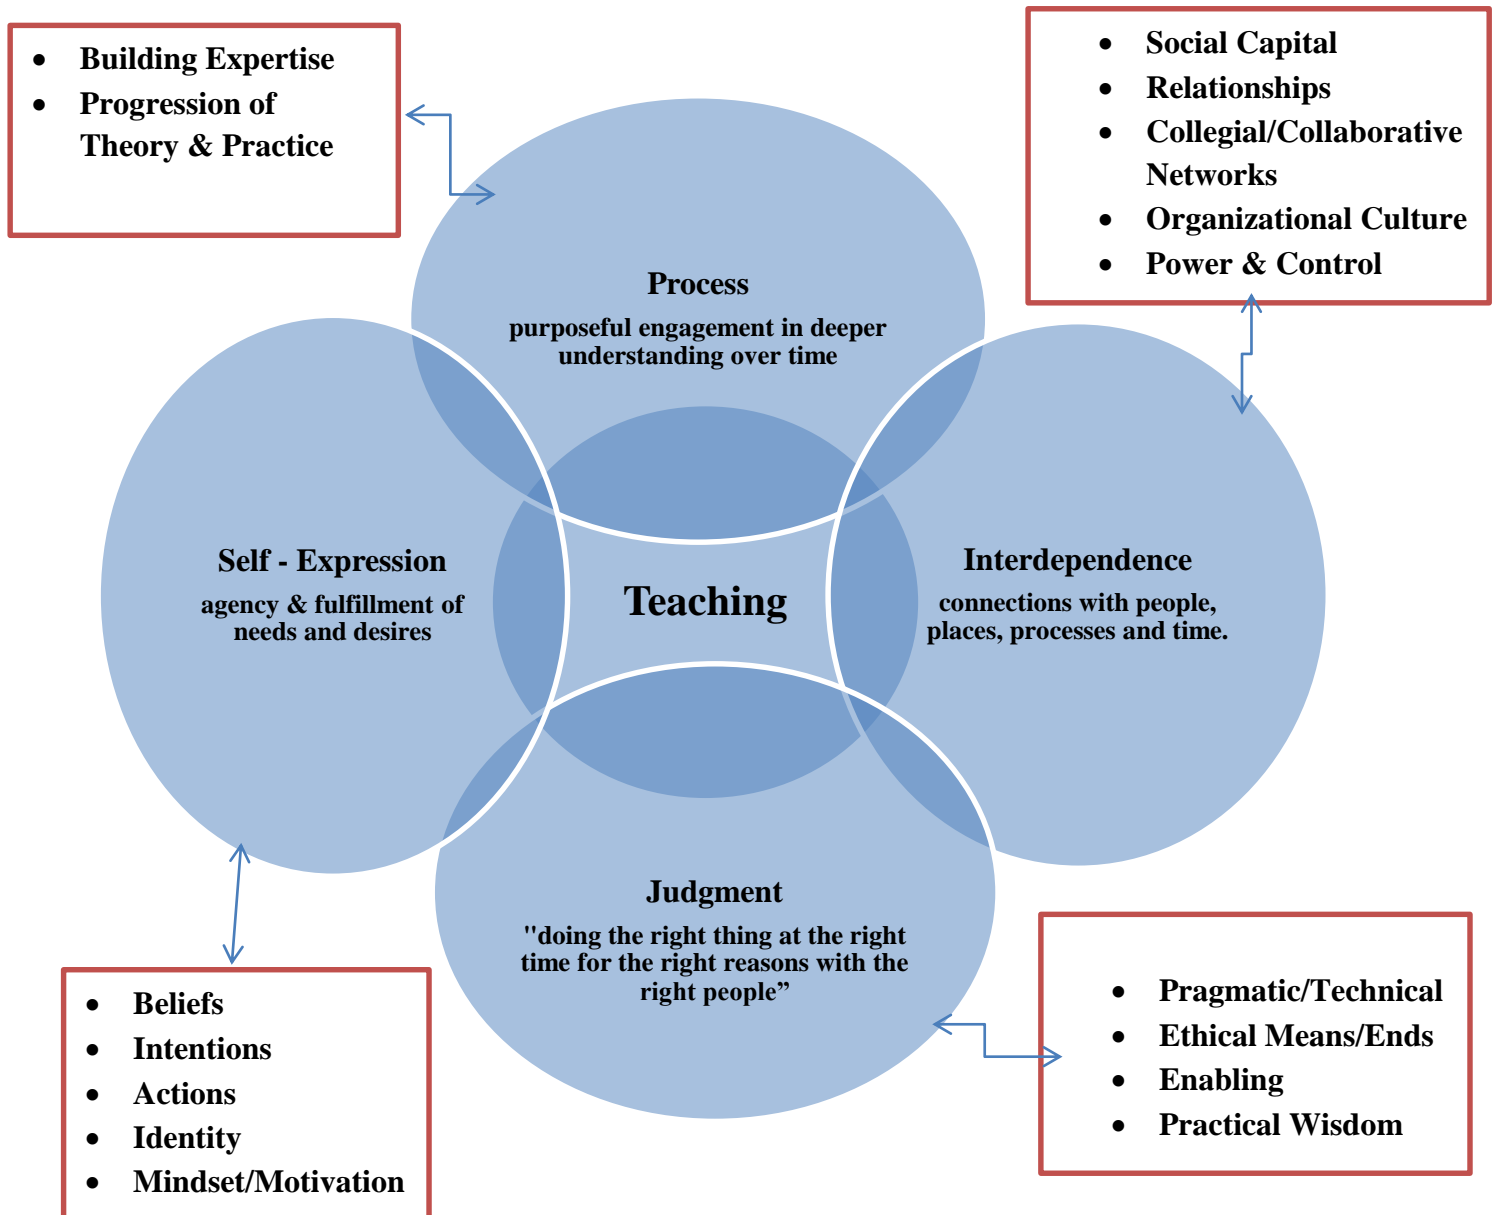 • Building Expertise
• Progression of
Theory & Practice
• Social Capital
• Relationships
• Collegial/Collaborative
Networks
• Organizational Culture
• Power & Control
Process
purposeful engagement in deeper
understanding over time
Self - Expression
agency & fulfillment of
needs and desires
Teaching
Interdependence
connections with people,
places, processes and time.
Judgment
"doing the right thing at the right
time for the right reasons with the
right people”
• Beliefs
• Intentions
• Actions
• Identity
• Mindset/Motivation
• Pragmatic/Technical
• Ethical Means/Ends
• Enabling
• Practical Wisdom